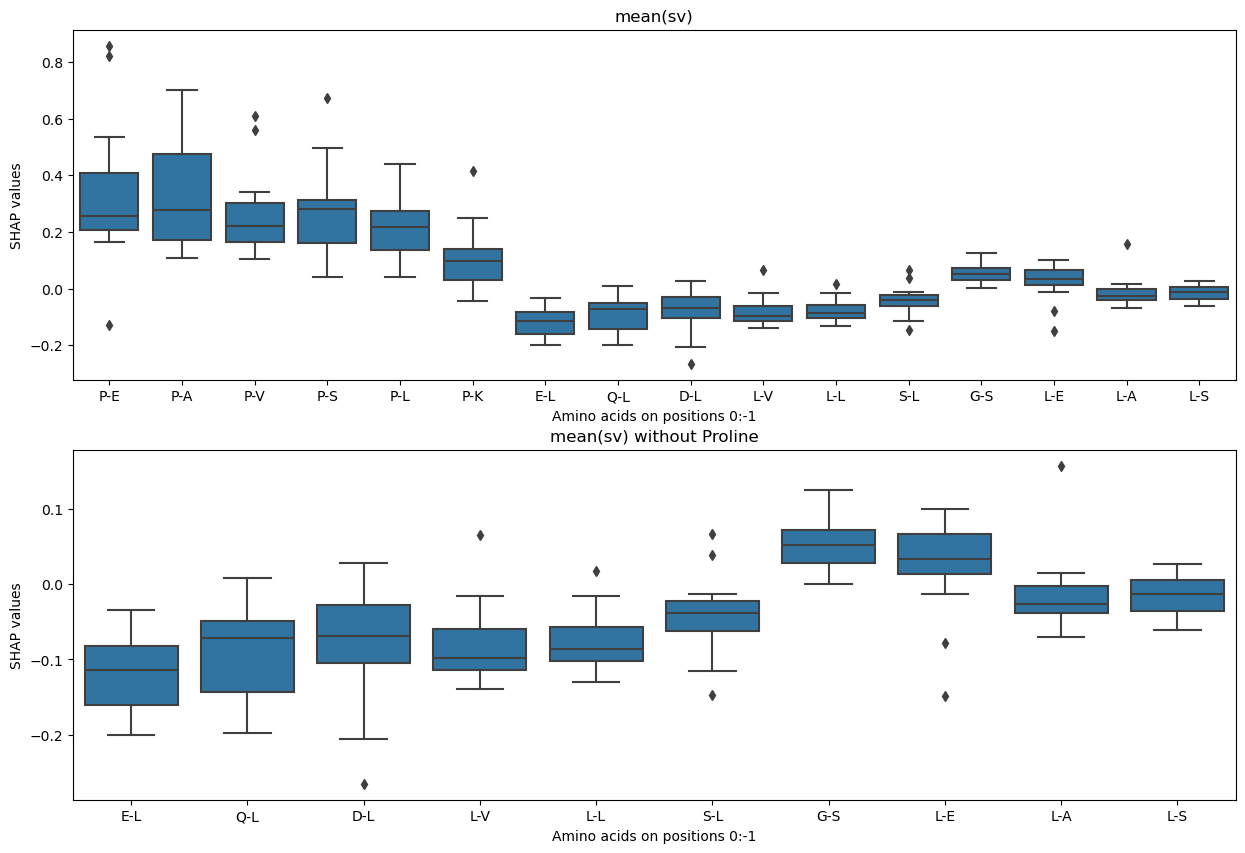 mean(sv)
SHAP values
0.8
0.6
0.4
0.2
0.0
−0.2
P-E P-A P-V P-S P-L P-K E-L Q-L D-L L-V L-L S-L G-S L-E L-A L-S
Amino acids on positions 0:-1
mean(sv) without Proline
SHAP values
0.1
0.0
−0.1
−0.2
E-L Q-L D-L L-V L-L S-L G-S L-E L-A L-S
Amino acids on positions 0:-1